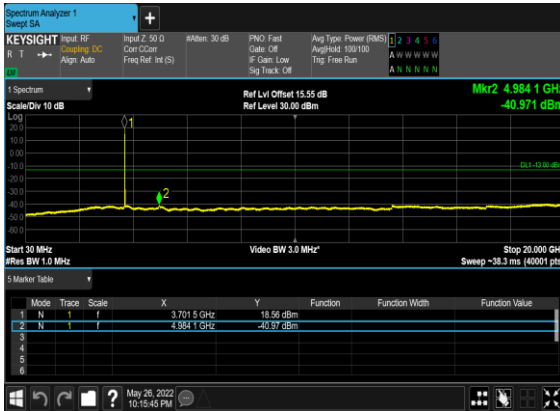 Spectrum Analyzer 1
Swept SA
+
KEYSIGHT Input: RF Input Z: 50 Ω #Atten: 30 dB PNO: Fast Avg Type: Power (RMS) 1 2 3 4 5 6
R T Coupling: DC Corr CCorr Gate: Off Avg|Hold: 100/100 A W W W W W
Align: Auto Freq Ref: Int (S) IF Gain: Low Trig: Free Run
Sig Track: Off A N N N N N
1 Spectrum Ref Lvl Offset 15.55 dB Mkr2 4.984 1 GHz
Scale/Div 10 dB Ref Level 30.00 dBm -40.971 dBm
Log
20.0
10.0
0.00
-10.0
-20.0
-30.0
-40.0
-50.0
-60.0
1
2
DL1 -13.00 dBm
Start 30 MHz Video BW 3.0 MHz* Stop 20.000 GHz
#Res BW 1.0 MHz Sweep ~38.3 ms (40001 pts)
5 Marker Table
Mode Trace Scale X Y Function Function Width Function Value
1 N 1 f 3.701 5 GHz 18.56 dBm
2 N 1 f 4.984 1 GHz -40.97 dBm
3
4
5
6
? May 26, 2022
10:15:45 PM